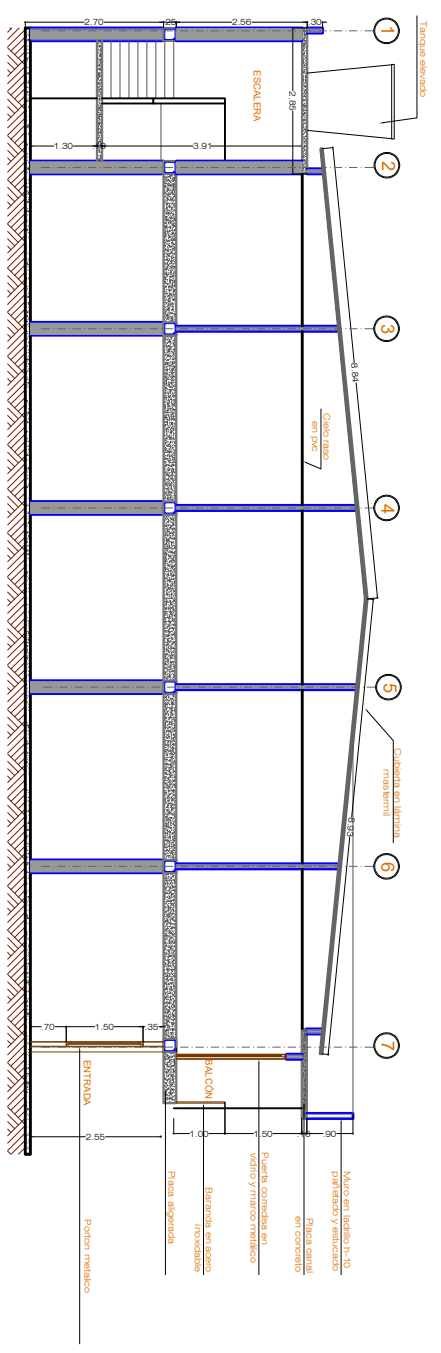 Tanque elevado
1
2
3
4
5
6
7
2.70
.25
2.56
.30
ESCALERA
2.85
1.30
3.91
8.84
Cielo raso
en pvc
Cubierta en lámina
mastermil
8.93
.70
1.50
.35
ENTRADA
2.55
BALCÓN
1.00
1.50
.90
Muro en ladrillo h-10
pañetado y estucado
Placa canal
en concreto
Puerta corrediza en
vidrio y marco metálico
Baranda en acero
inoxidable
Placa aligerada
Porton metalico